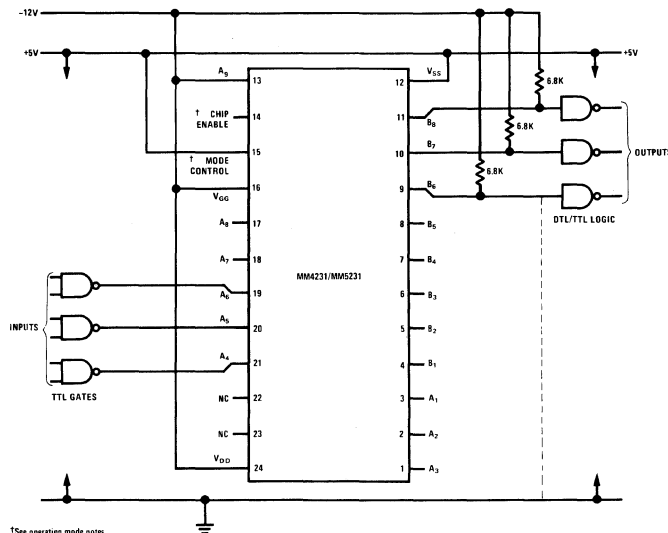 −12V
+5V
+5V
A9
13
VSS
12
6.8K
† CHIP
ENABLE
14
11
B8
B7
6.8K
† MODE
CONTROL
15
10
OUTPUTS
VGG
16
B6
9
6.8K
DTL/TTL LOGIC
A8
17
8
B5
A7
18
7
B4
MM4231/MM5231
A6
19
6
B3
INPUTS
A5
20
5
B2
A4
21
4
B1
TTL GATES
NC
22
3
A1
NC
23
2
A2
VDD
24
1
A3
†See operating mode notes